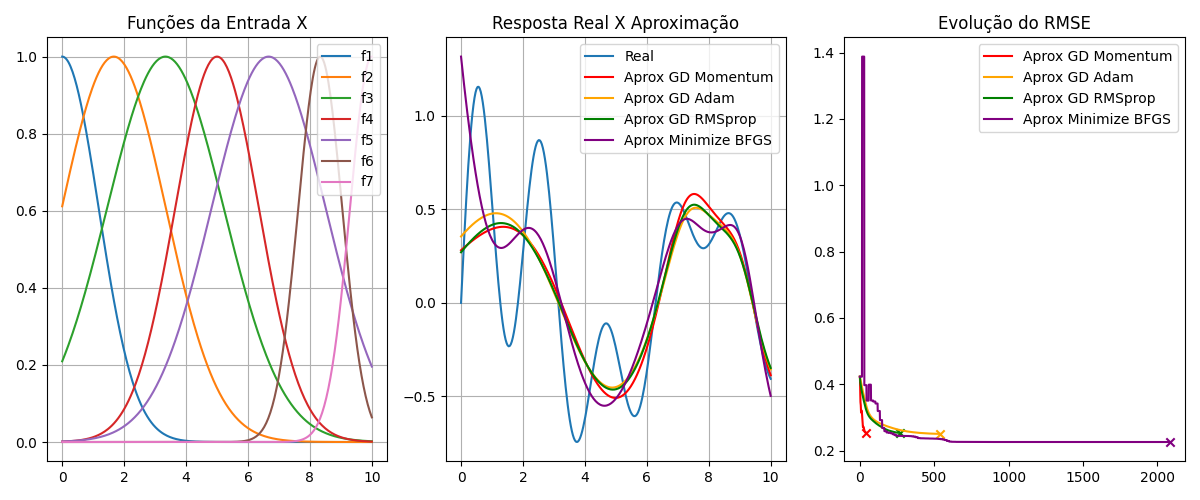 Funções da Entrada X
1.0
0.8
0.6
0.4
0.2
0.0
0
2
4
6
8
10
f1
f2
f3
f4
f5
f6
f7
Resposta Real X Aproximação
1.0
0.5
0.0
−0.5
0
2
4
6
8
10
Real
Aprox GD Momentum
Aprox GD Adam
Aprox GD RMSprop
Aprox Minimize BFGS
Evolução do RMSE
1.4
1.2
1.0
0.8
0.6
0.4
0.2
0
500
1000
1500
2000
Aprox GD Momentum
Aprox GD Adam
Aprox GD RMSprop
Aprox Minimize BFGS